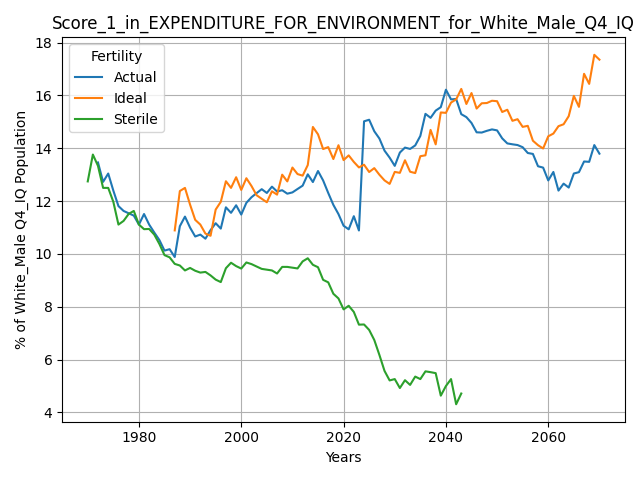 Score_1_in_EXPENDITURE_FOR_ENVIRONMENT_for_White_Male_Q4_IQ
Fertility
Actual
Ideal
Sterile
% of White_Male Q4_IQ Population
18
16
14
12
10
8
6
4
1980 2000 2020 2040 2060
Years